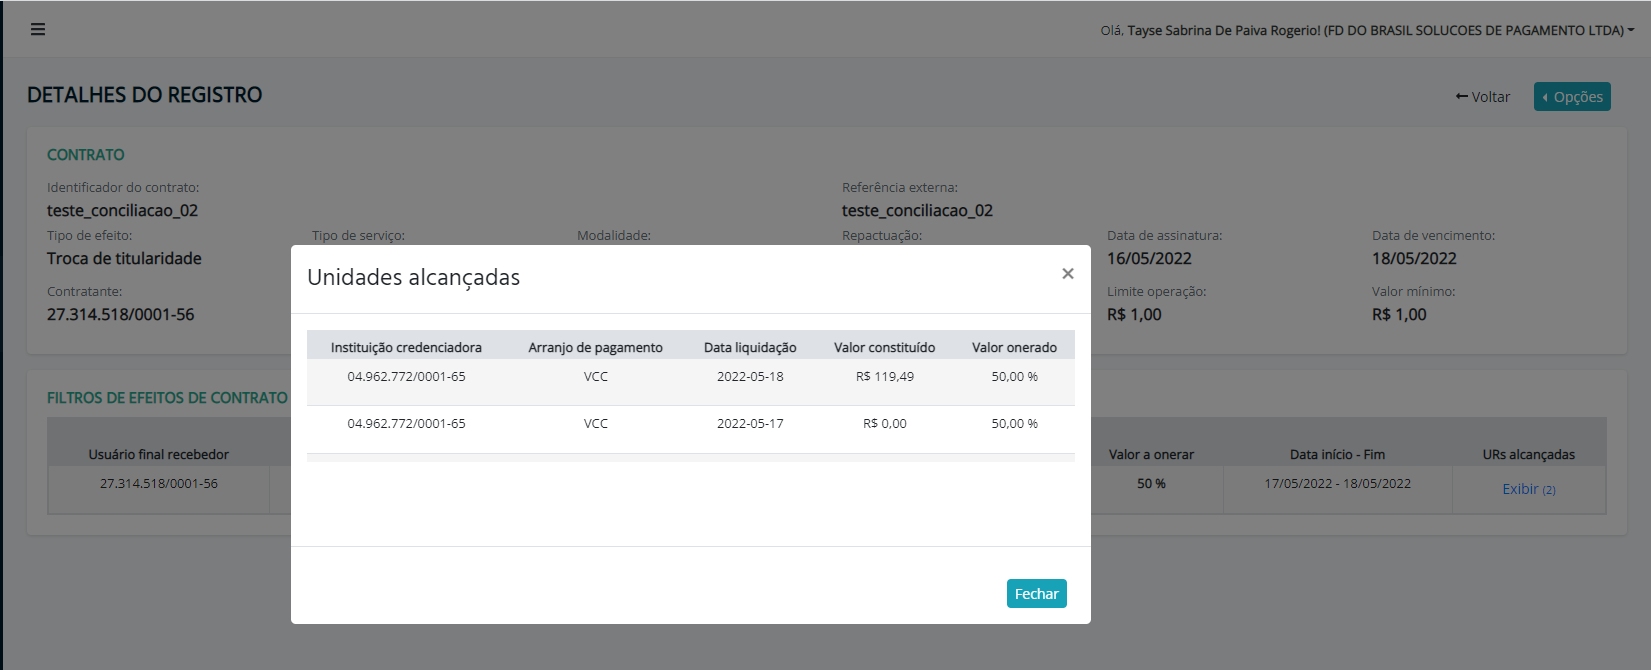 Olá, Tayse Sabrina De Paiva Rogerio! (FD DO BRASIL SOLUCOES DE PAGAMENTO LTDA)
DETALHES DO REGISTRO
Voltar
Opções
CONTRATO
Identificador do contrato:
Referência externa:
teste_conciliacao_02
teste_conciliacao_02
Tipo de efeito:
Tipo de serviço:
Modalidade:
Repactuação:
Data de assinatura:
Data de vencimento:
Troca de titularidade
16/05/2022
18/05/2022
Contratante:
Limite operação:
Valor mínimo:
27.314.518/0001-56
R$ 1,00
R$ 1,00
Unidades alcançadas
×
Instituição credenciadora Arranjo de pagamento Data liquidação Valor constituído Valor onerado
04.962.772/0001-65 VCC 2022-05-18 R$ 119,49 50,00 %
04.962.772/0001-65 VCC 2022-05-17 R$ 0,00 50,00 %
Fechar
FILTROS DE EFEITOS DE CONTRATO
Usuário final recebedor Valor a onerar Data início - Fim URs alcançadas
27.314.518/0001-56 50 % 17/05/2022 - 18/05/2022 Exibir (2)